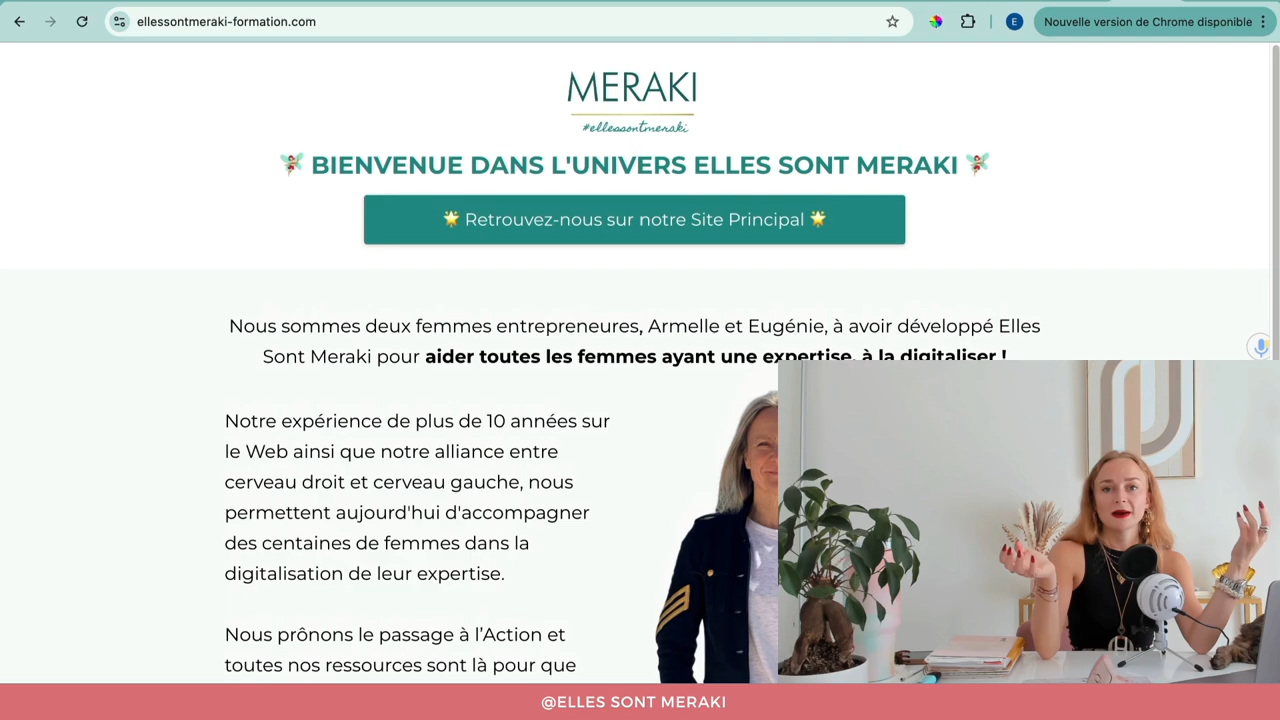 ellessontmeraki-formation.com
E
Nouvelle version de Chrome disponible
MERAKI
#ellessontmeraki
BIENVENUE DANS L'UNIVERS ELLES SONT MERAKI
Retrouvez-nous sur notre Site Principal
Nous sommes deux femmes entrepreneures, Armelle et Eugénie, à avoir développé Elles
Sont Meraki pour aider toutes les femmes ayant une expertise, à la digitaliser !
Notre expérience de plus de 10 années sur
le Web ainsi que notre alliance entre
cerveau droit et cerveau gauche, nous
permettent aujourd'hui d'accompagner
des centaines de femmes dans la
digitalisation de leur expertise.
Nous prônons le passage à l’Action et
toutes nos ressources sont là pour que
@ELLES SONT MERAKI